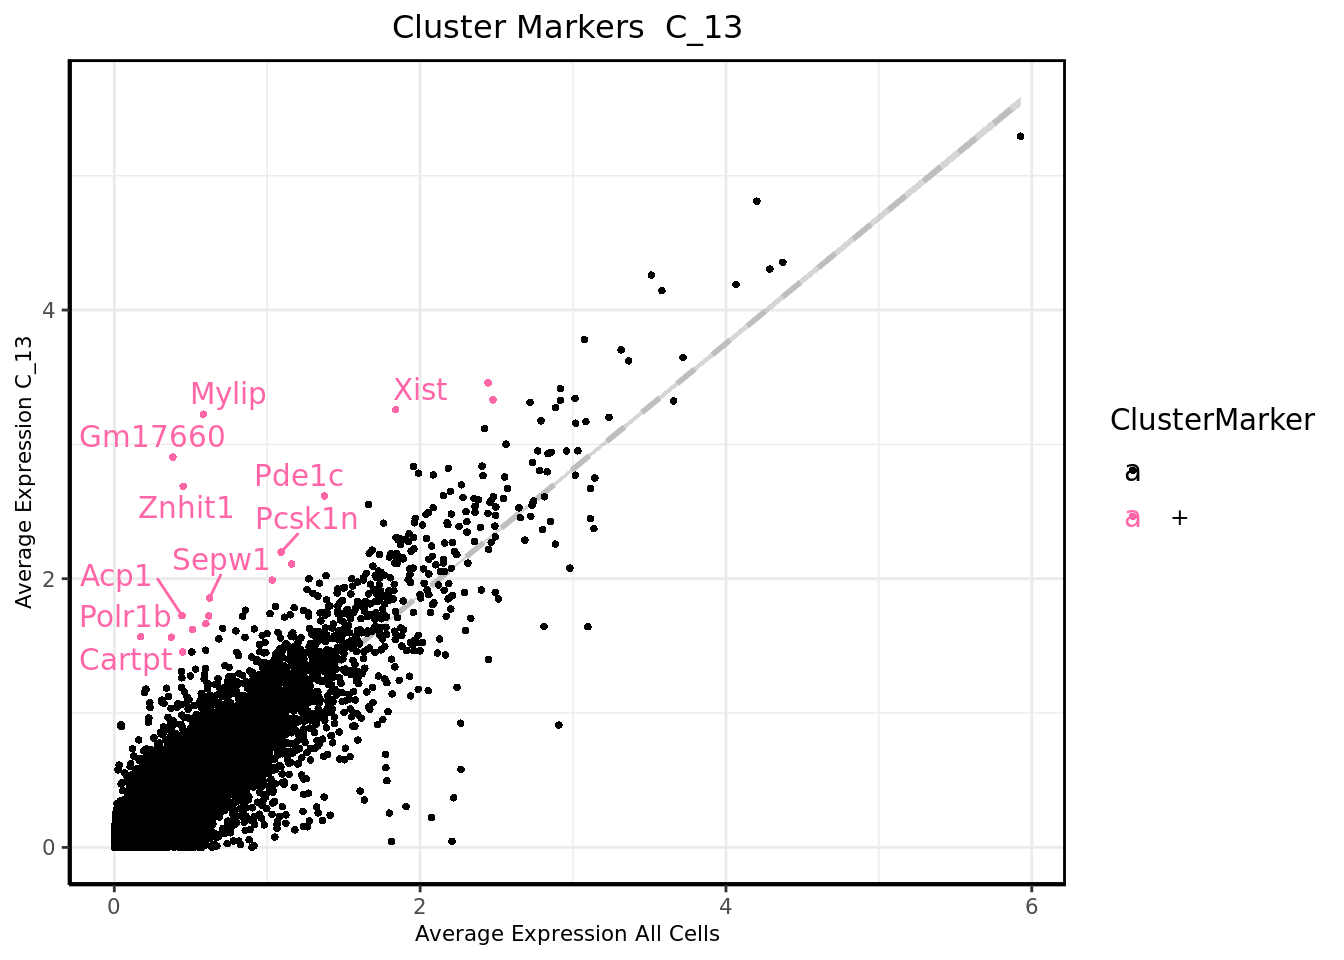 Cluster Markers  C_13
Average Expression C_13
4
2
0
Mylip
Xist
Gm17660
Pde1c
Znhit1
Pcsk1n
Sepw1
Acp1
Polr1b
Cartpt
0
2
4
6
Average Expression All Cells
ClusterMarker
a
a +